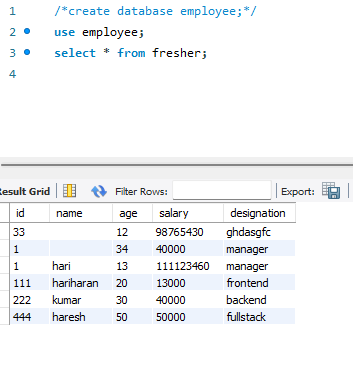 1 /*create database employee;*/
2 use employee;
3 select * from fresher;
4
Result Grid Filter Rows: Export:
id name age salary designation
33 12 98765430 ghdasgfc
1 34 40000 manager
1 hari 13 111123460 manager
111 hariharan 20 13000 frontend
222 kumar 30 40000 backend
444 haresh 50 50000 fullstack